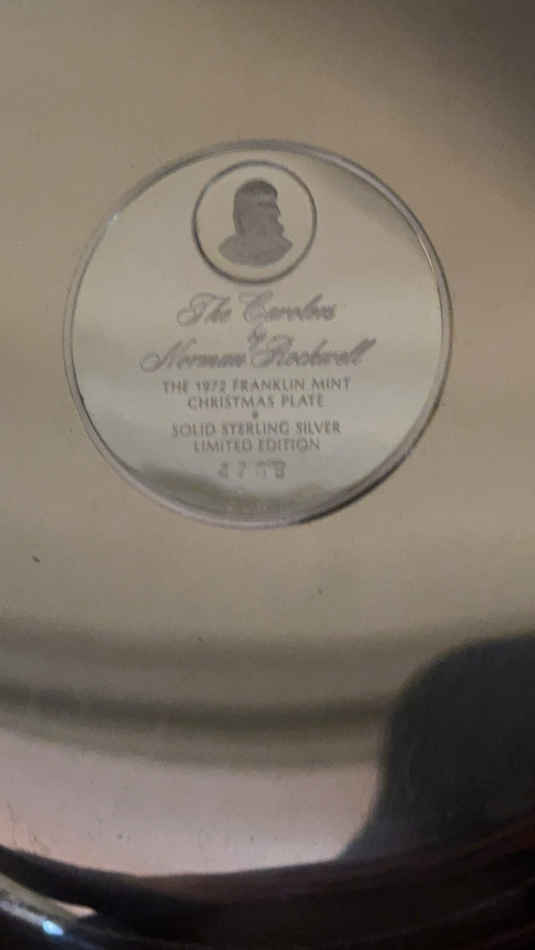 The Carolers
by
Norman Rockwell
THE 1972 FRANKLIN MINT
CHRISTMAS PLATE
SOLID STERLING SILVER
LIMITED EDITION